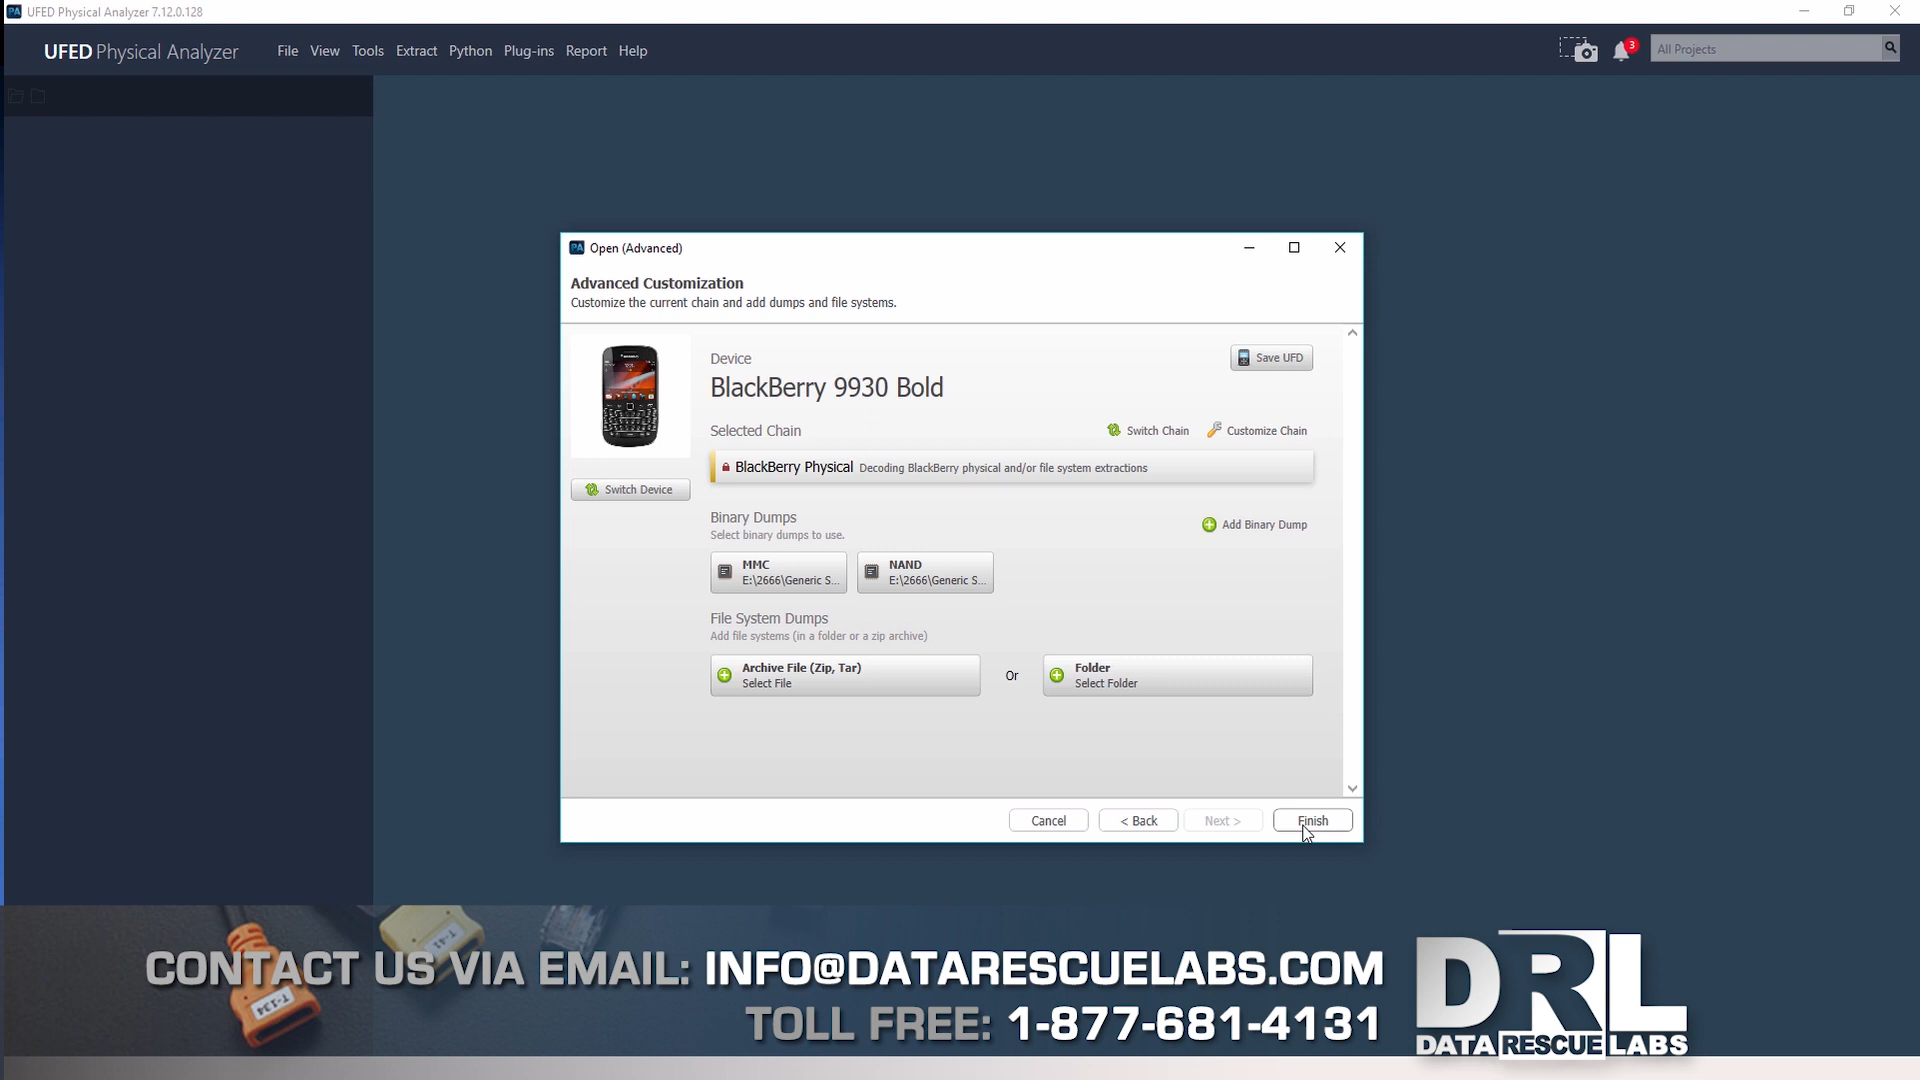 UFED Physical Analyzer 7.12.0.128
UFED Physical Analyzer
File View Tools Extract Python Plug-ins Report Help
3
All Projects
Open (Advanced)
Advanced Customization
Customize the current chain and add dumps and file systems.
Device
Save UFD
BlackBerry 9930 Bold
Selected Chain
Switch Chain
Customize Chain
BlackBerry Physical Decoding BlackBerry physical and/or file system extractions
Switch Device
Binary Dumps
Select binary dumps to use.
Add Binary Dump
MMC
E:\2666\Generic S...
NAND
E:\2666\Generic S...
File System Dumps
Add file systems (in a folder or a zip archive)
Archive File (Zip, Tar)
Select File
Or
Folder
Select Folder
Cancel
< Back
Next >
Finish
CONTACT US VIA EMAIL: INFO@DATARESCUELABS.COM
TOLL FREE: 1-877-681-4131
DRL
DATA RESCUE LABS
T-134